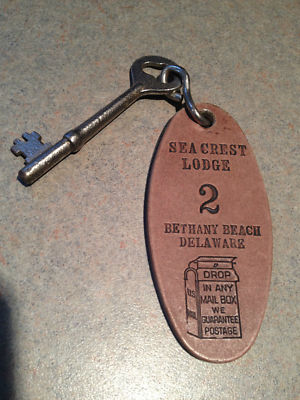 SEA CREST
LODGE
2
BETHANY BEACH
DELAWARE
DROP
IN ANY
MAIL BOX
WE
GUARANTEE
POSTAGE
U.S.